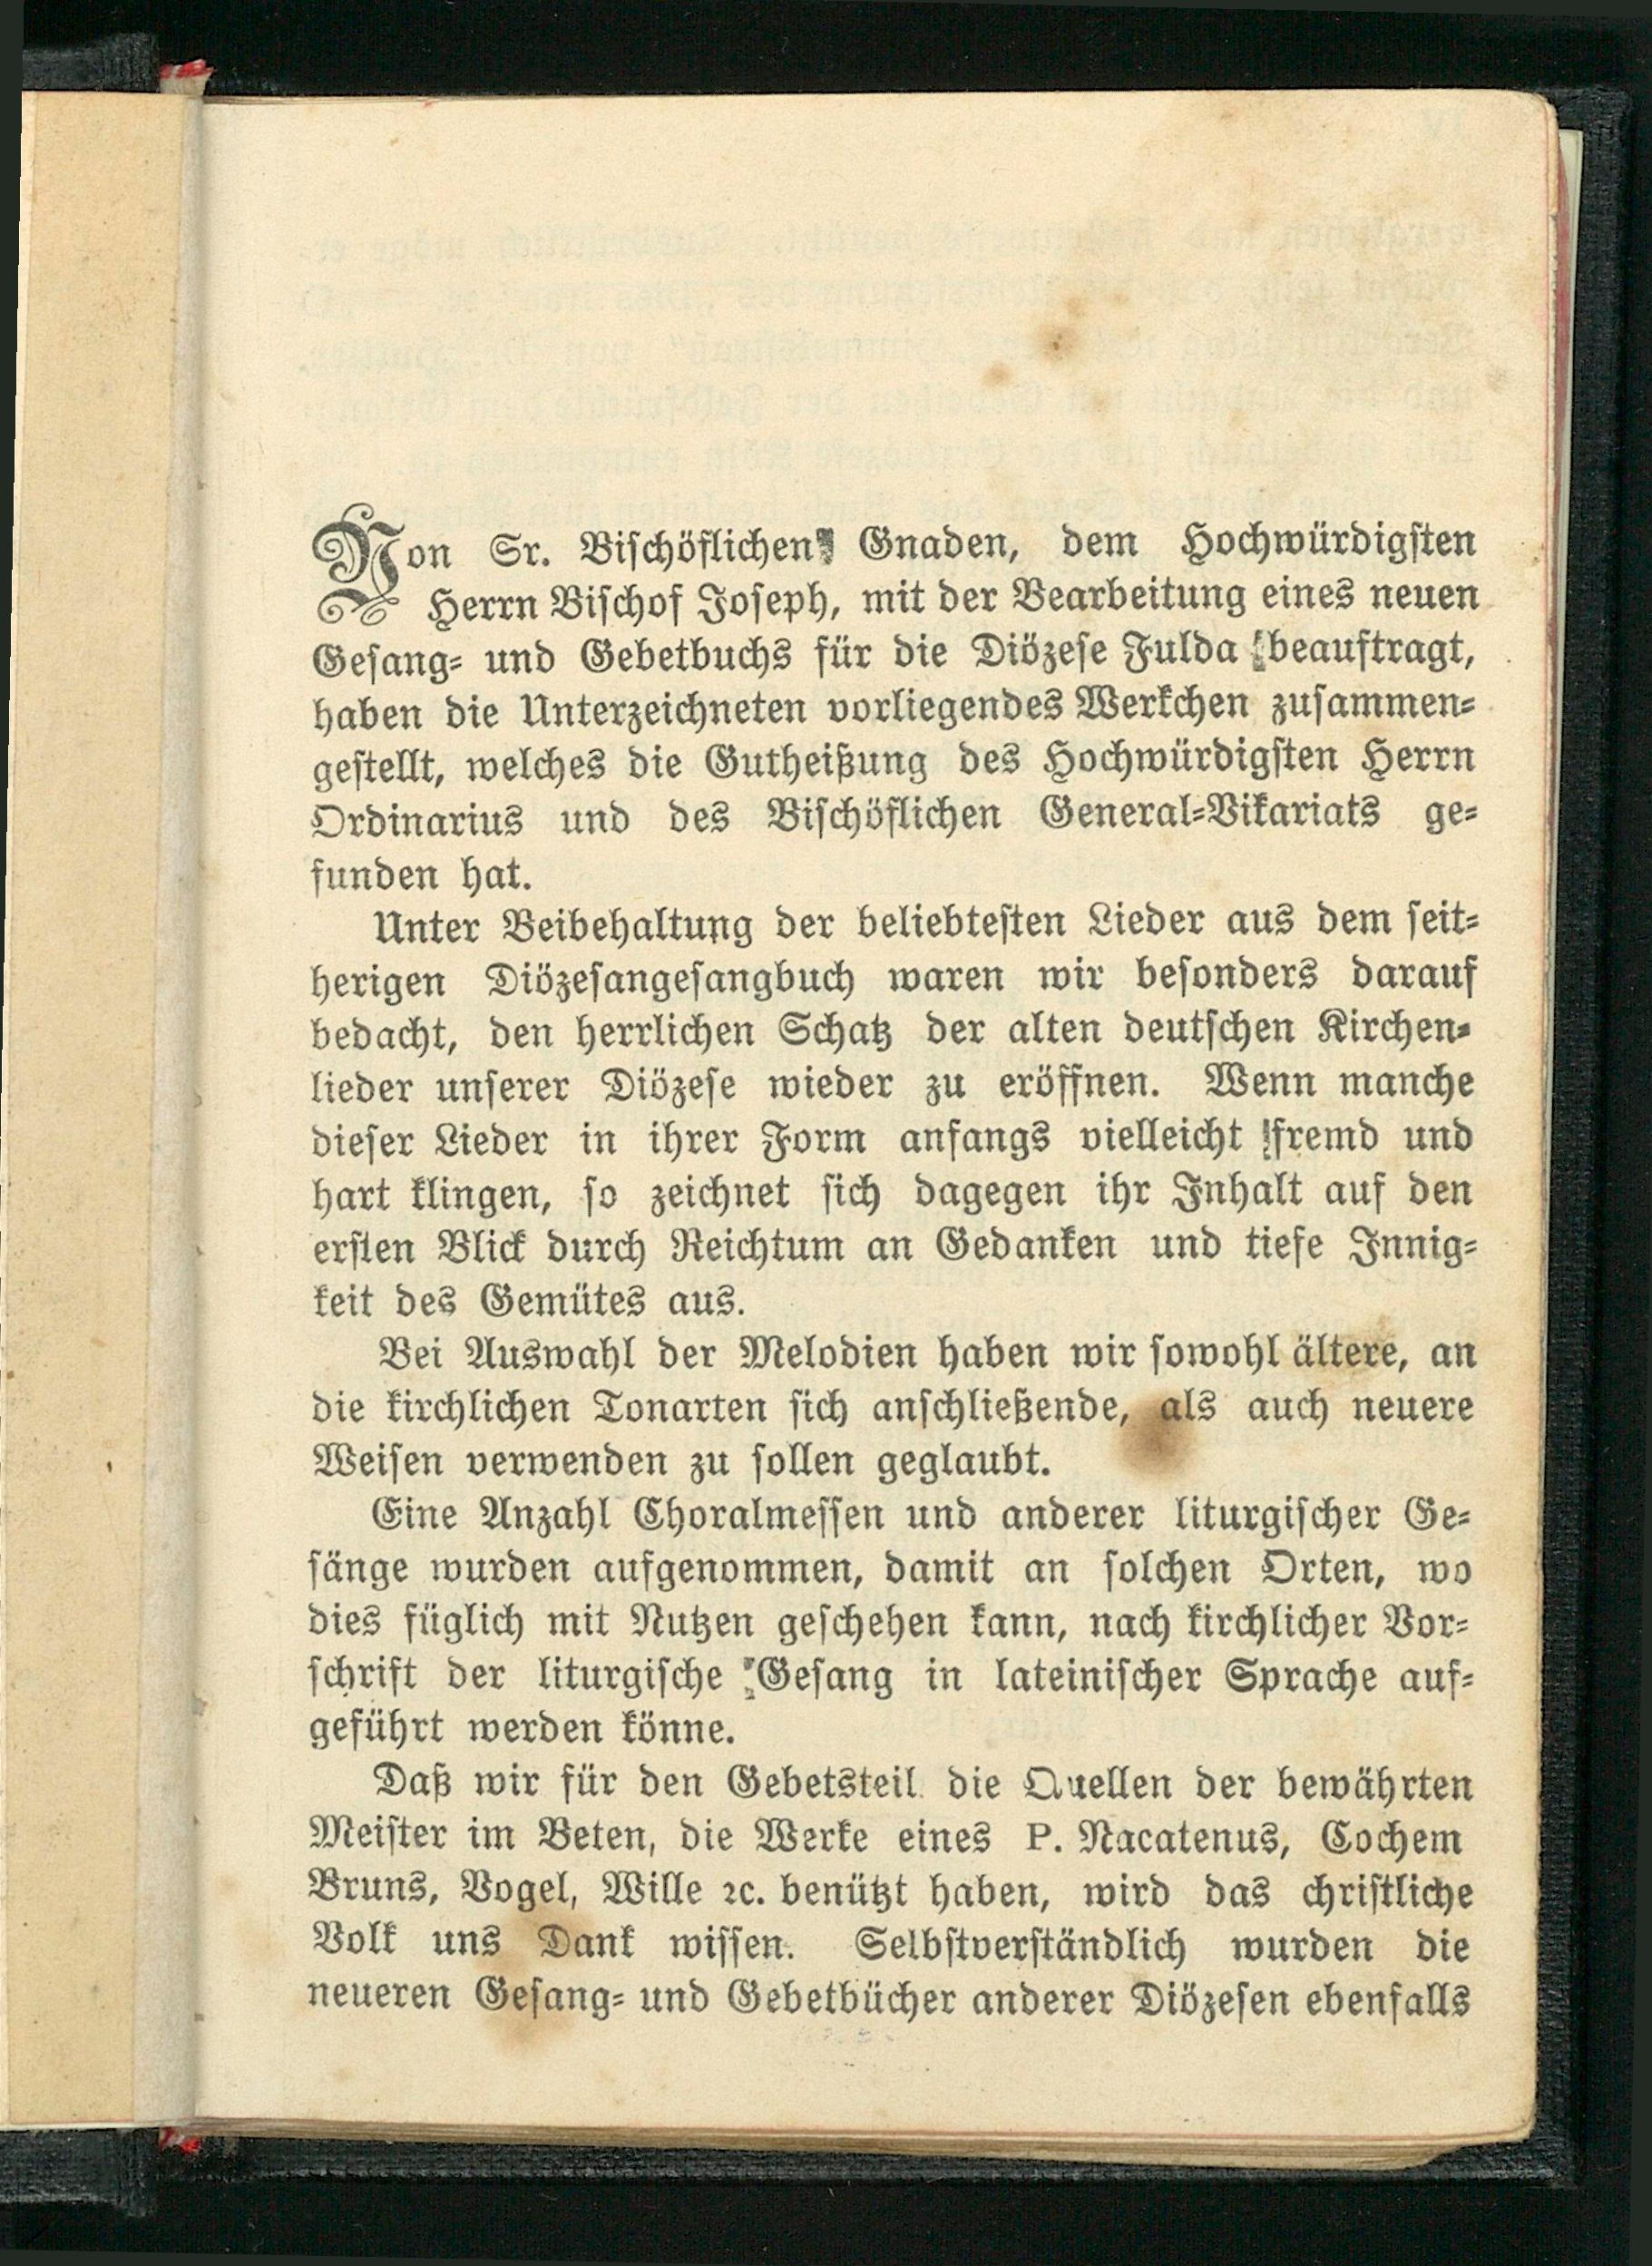 Von Sr. Bischöflichen Gnaden, dem Hochwürdigsten
Herrn Bischof Joseph, mit der Bearbeitung eines neuen
Gesang- und Gebetbuchs für die Diözese Fulda beauftragt,
haben die Unterzeichneten vorliegendes Werkchen zusammen-
gestellt, welches die Gutheißung des Hochwürdigsten Herrn
Ordinarius und des Bischöflichen General-Vikariats ge-
funden hat.
Unter Beibehaltung der beliebtesten Lieder aus dem seit-
herigen Diözesangesangbuch waren wir besonders darauf
bedacht, den herrlichen Schatz der alten deutschen Kirchen-
lieder unserer Diözese wieder zu eröffnen. Wenn manche
dieser Lieder in ihrer Form anfangs vielleicht fremd und
hart klingen, so zeichnet sich dagegen ihr Inhalt auf den
ersten Blick durch Reichtum an Gedanken und tiefe Innig-
keit des Gemütes aus.
Bei Auswahl der Melodien haben wir sowohl ältere, an
die kirchlichen Tonarten sich anschließende, als auch neuere
Weisen verwenden zu sollen geglaubt.
Eine Anzahl Choralmessen und anderer liturgischer Ge-
sänge wurden aufgenommen, damit an solchen Orten, wo
dies füglich mit Nutzen geschehen kann, nach kirchlicher Vor-
schrift der liturgische Gesang in lateinischer Sprache auf-
geführt werden könne.
Daß wir für den Gebetsteil die Quellen der bewährten
Meister im Beten, die Werke eines P. Nacatenus, Cochem
Bruns, Vogel, Wille ꝛc. benützt haben, wird das christliche
Volk uns Dank wissen. Selbstverständlich wurden die
neueren Gesang- und Gebetbücher anderer Diözesen ebenfalls